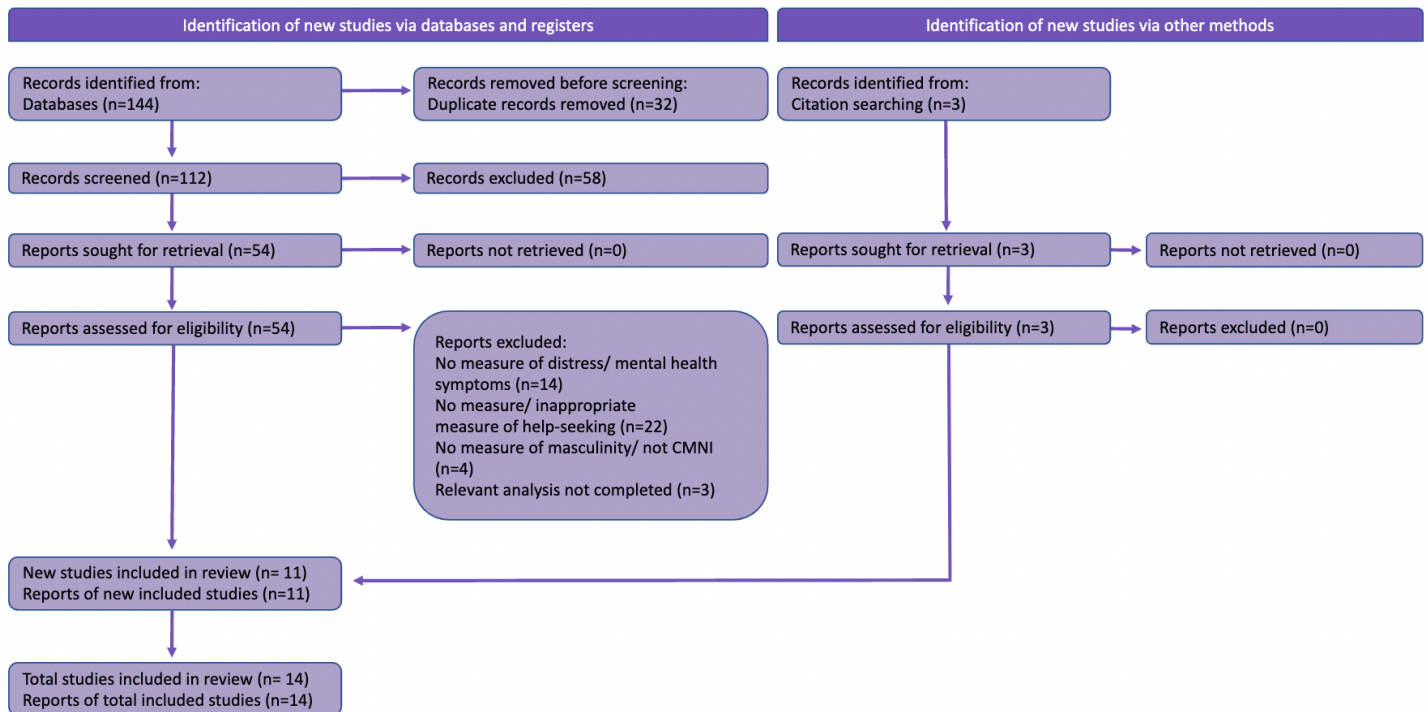 Identification of new studies via databases and registers
Identification of new studies via other methods
Records identified from:
Databases (n=144)
Records removed before screening:
Duplicate records removed (n=32)
Records identified from:
Citation searching (n=3)
Records screened (n=112)
Records excluded (n=58)
Reports sought for retrieval (n=54)
Reports not retrieved (n=0)
Reports sought for retrieval (n=3)
Reports not retrieved (n=0)
Reports assessed for eligibility (n=54)
Reports excluded:
No measure of distress/ mental health
symptoms (n=14)
No measure/ inappropriate
measure of help-seeking (n=22)
No measure of masculinity/ not CMNI
(n=4)
Relevant analysis not completed (n=3)
Reports assessed for eligibility (n=3)
Reports excluded (n=0)
New studies included in review (n= 11)
Reports of new included studies (n=11)
Total studies included in review (n= 14)
Reports of total included studies (n=14)